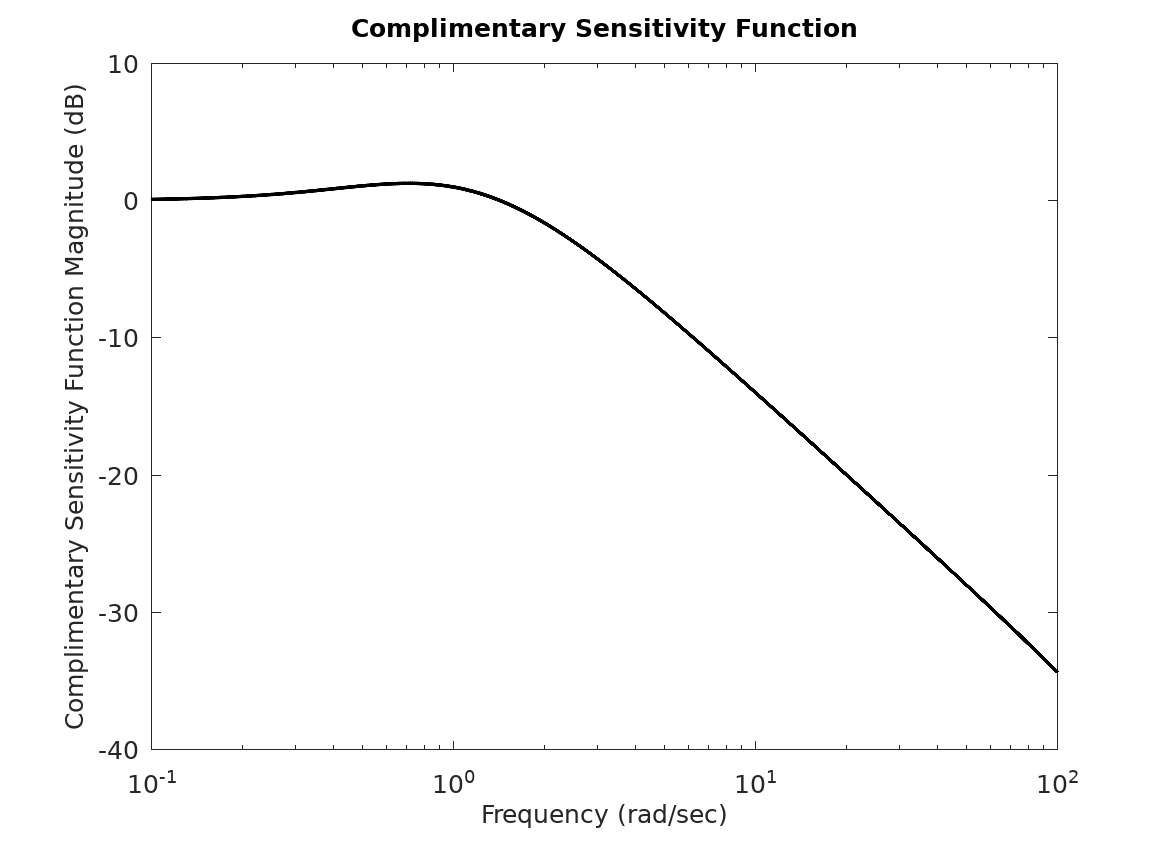 Complimentary Sensitivity Function
Complimentary Sensitivity Function Magnitude (dB)
10
0
-10
-20
-30
-40
10^-1 10^0 10^1 10^2
Frequency (rad/sec)